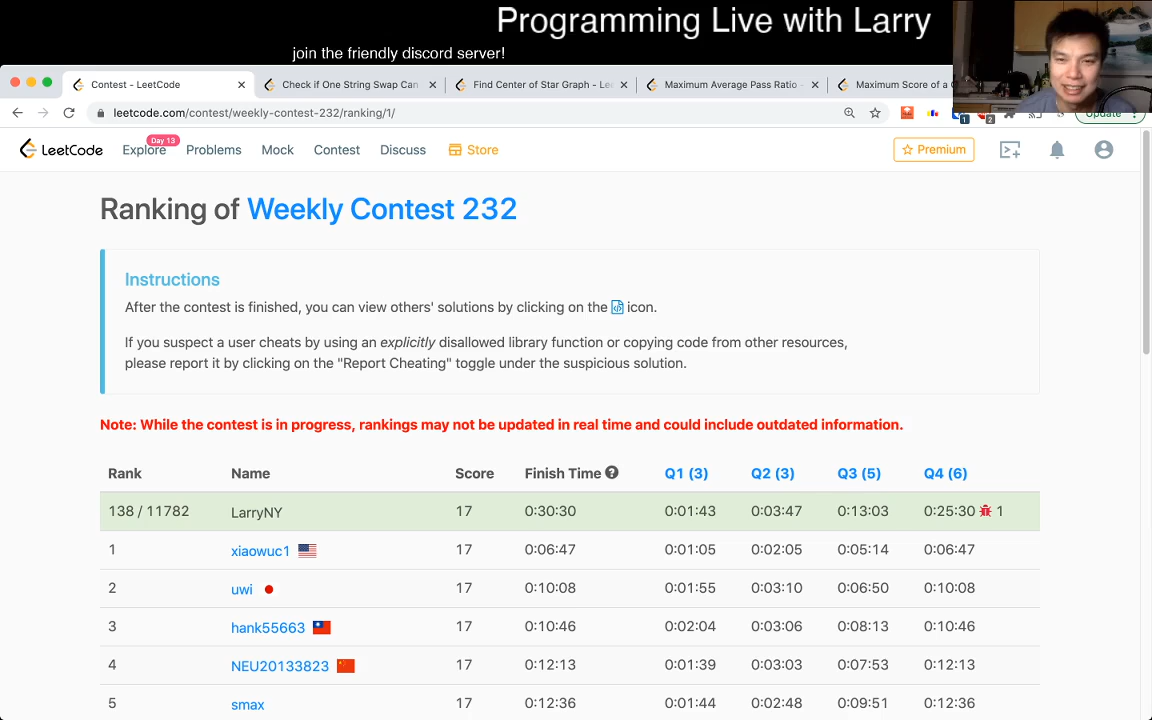 Programming Live with Larry
join the friendly discord server!
Contest - LeetCode
Check if One String Swap Can
Find Center of Star Graph - Lee
Maximum Average Pass Ratio -
Maximum Score of a
leetcode.com/contest/weekly-contest-232/ranking/1/
1
2
Update
LeetCode
Explore
Day 13
Problems
Mock
Contest
Discuss
Store
Premium
Ranking of Weekly Contest 232
Instructions
After the contest is finished, you can view others' solutions by clicking on the icon.
If you suspect a user cheats by using an explicitly disallowed library function or copying code from other resources,
please report it by clicking on the "Report Cheating" toggle under the suspicious solution.
Note: While the contest is in progress, rankings may not be updated in real time and could include outdated information.
Rank Name Score Finish Time Q1 (3) Q2 (3) Q3 (5) Q4 (6)
138 / 11782 LarryNY 17 0:30:30 0:01:43 0:03:47 0:13:03 0:25:30 1
1 xiaowuc1 17 0:06:47 0:01:05 0:02:05 0:05:14 0:06:47
2 uwi 17 0:10:08 0:01:55 0:03:10 0:06:50 0:10:08
3 hank55663 17 0:10:46 0:02:04 0:03:06 0:08:13 0:10:46
4 NEU20133823 17 0:12:13 0:01:39 0:03:03 0:07:53 0:12:13
5 smax 17 0:12:36 0:01:44 0:02:48 0:09:51 0:12:36